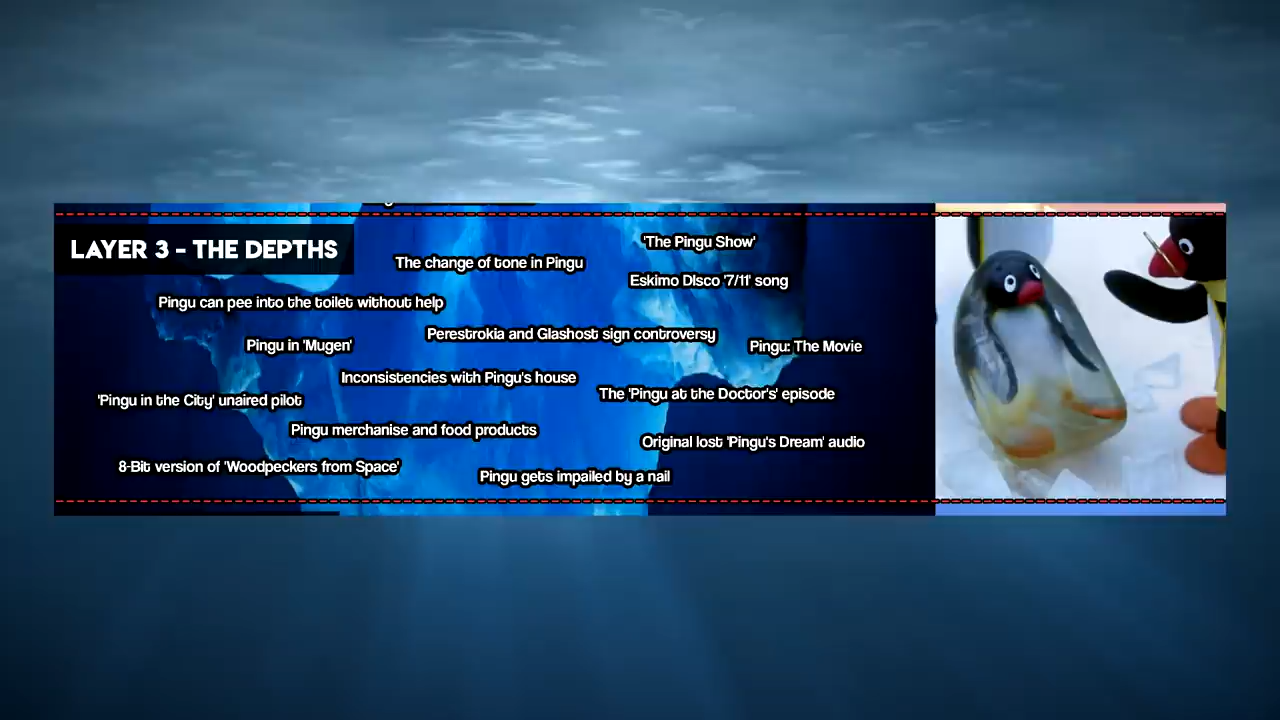 LAYER 3 - THE DEPTHS
'The Pingu Show'
The change of tone in Pingu
Eskimo DIsco '7/11' song
Pingu can pee into the toilet without help
Perestrokia and Glashost sign controversy
Pingu in 'Mugen'
Pingu: The Movie
Inconsistencies with Pingu's house
The 'Pingu at the Doctor's' episode
'Pingu in the City' unaired pilot
Pingu merchanise and food products
Original lost 'Pingu's Dream' audio
8-Bit version of 'Woodpeckers from Space'
Pingu gets impailed by a nail